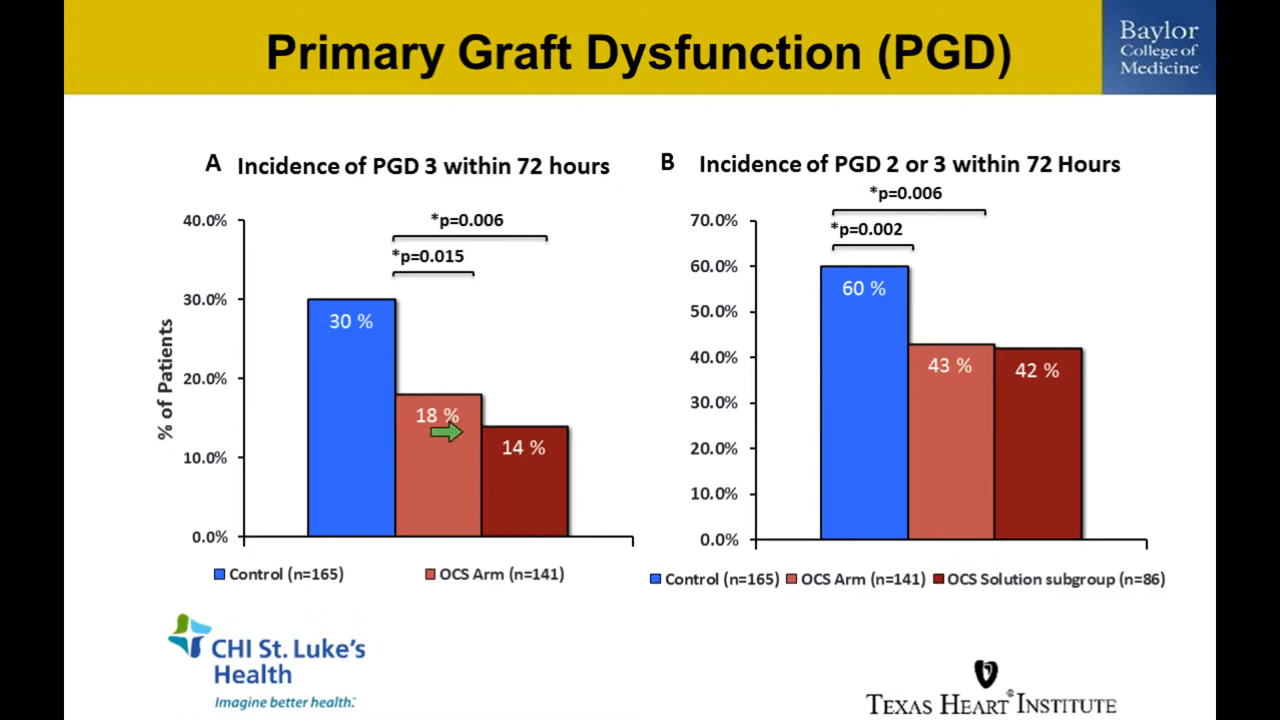 Primary Graft Dysfunction (PGD)
Baylor
College of
Medicine
A Incidence of PGD 3 within 72 hours
*p=0.006
*p=0.015
% of Patients
40.0%
30.0%
20.0%
10.0%
0.0%
30 %
18 %
14 %
Control (n=165) OCS Arm (n=141)
B Incidence of PGD 2 or 3 within 72 Hours
*p=0.006
*p=0.002
70.0%
60.0%
50.0%
40.0%
30.0%
20.0%
10.0%
0.0%
60 %
43 %
42 %
Control (n=165) OCS Arm (n=141) OCS Solution subgroup (n=86)
CHI St. Luke's
Health
Imagine better health.
TEXAS HEART® INSTITUTE